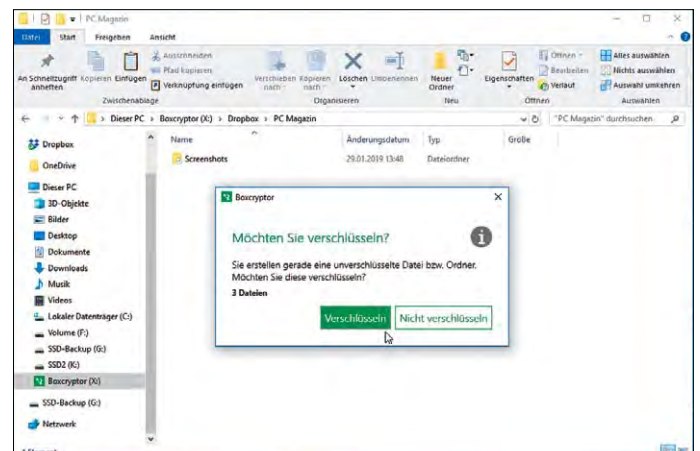 PC Magazin
Datei Start Freigeben Ansicht
An Schnellzugriff anheften
Kopieren
Einfügen
Ausschneiden
Pfad kopieren
Verknüpfung einfügen
Verschieben nach
Kopieren nach
Löschen
Umbenennen
Neuer Ordner
Eigenschaften
Öffnen
Bearbeiten
Verlauf
Alles auswählen
Nichts auswählen
Auswahl umkehren
Zwischenablage Organisieren Neu Öffnen Auswählen
Dieser PC › Boxcryptor (X:) › Dropbox › PC Magazin
"PC Magazin" durchsuchen
Name Änderungsdatum Typ Größe
Screenshots 29.01.2019 13:48 Dateiordner
Dropbox
OneDrive
Dieser PC
3D-Objekte
Bilder
Desktop
Dokumente
Downloads
Musik
Videos
Lokaler Datenträger (C:)
Volume (F:)
SSD-Backup (G:)
SSD2 (K:)
Boxcryptor (X:)
SSD-Backup (G:)
Netzwerk
Boxcryptor
Möchten Sie verschlüsseln?
Sie erstellen gerade eine unverschlüsselte Datei bzw. Ordner.
Möchten Sie diese verschlüsseln?
3 Dateien
Verschlüsseln Nicht verschlüsseln